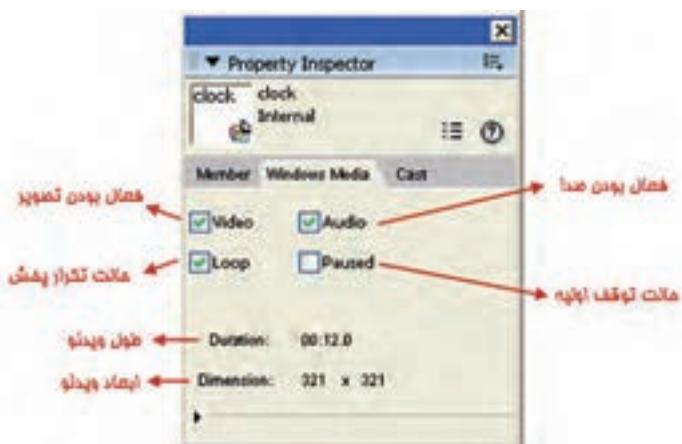 Property Inspector
clock clock
Internal
Member Windows Media Cast
فعال بودن تصویر
Video
Audio
فعال بودن صدا
حالت تکرار پخش
Loop
Paused
حالت توقف اولیه
طول ویدئو
Duration: 00:12.0
ابعاد ویدئو
Dimension: 321 x 321